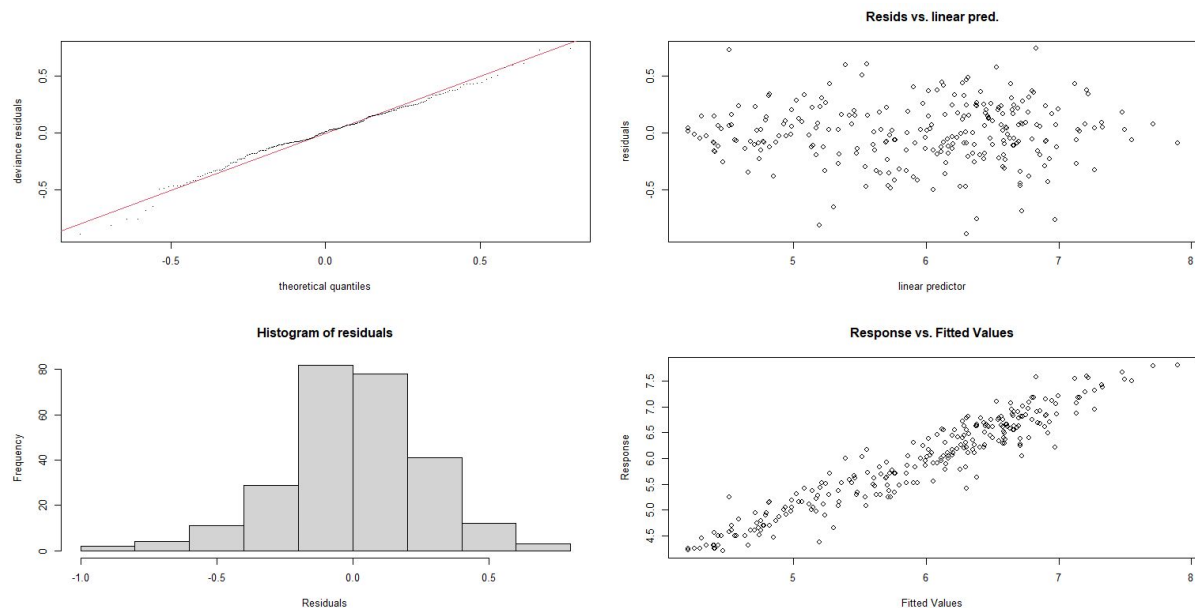 0.5
0.0
-0.5
deviance residuals
-0.5 0.0 0.5
theoretical quantiles
Resids vs. linear pred.
0.5
0.0
-0.5
residuals
5 6 7 8
linear predictor
Histogram of residuals
80
60
40
20
0
Frequency
-1.0 -0.5 0.0 0.5
Residuals
Response vs. Fitted Values
7.5
7.0
6.5
6.0
5.5
5.0
4.5
Response
5 6 7 8
Fitted Values